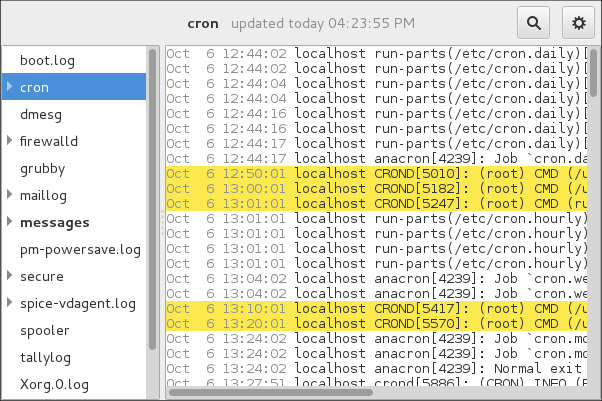 cron updated today 04:23:55 PM
boot.log
cron
dmesg
firewalld
grubby
maillog
messages
pm-powersave.log
secure
spice-vdagent.log
spooler
tallylog
Xorg.0.log
Oct 6 12:44:02 localhost run-parts(/etc/cron.daily)[
Oct 6 12:44:02 localhost run-parts(/etc/cron.daily)[
Oct 6 12:44:04 localhost run-parts(/etc/cron.daily)[
Oct 6 12:44:04 localhost run-parts(/etc/cron.daily)[
Oct 6 12:44:16 localhost run-parts(/etc/cron.daily)[
Oct 6 12:44:17 localhost run-parts(/etc/cron.daily)[
Oct 6 12:44:17 localhost anacron[4239]: Job `cron.da
Oct 6 12:50:01 localhost CROND[5010]: (root) CMD (/u
Oct 6 13:00:01 localhost CROND[5182]: (root) CMD (/u
Oct 6 13:01:01 localhost CROND[5247]: (root) CMD (ru
Oct 6 13:01:01 localhost run-parts(/etc/cron.hourly)
Oct 6 13:01:01 localhost run-parts(/etc/cron.hourly)
Oct 6 13:01:01 localhost run-parts(/etc/cron.hourly)
Oct 6 13:01:01 localhost run-parts(/etc/cron.hourly)
Oct 6 13:04:02 localhost anacron[4239]: Job `cron.we
Oct 6 13:04:02 localhost anacron[4239]: Job `cron.we
Oct 6 13:10:01 localhost CROND[5417]: (root) CMD (/u
Oct 6 13:20:01 localhost CROND[5570]: (root) CMD (/u
Oct 6 13:24:02 localhost anacron[4239]: Job `cron.mo
Oct 6 13:24:02 localhost anacron[4239]: Job `cron.mo
Oct 6 13:24:02 localhost anacron[4239]: Normal exit
Oct 6 13:27:51 localhost crond[5886]: (CRON) INFO (R